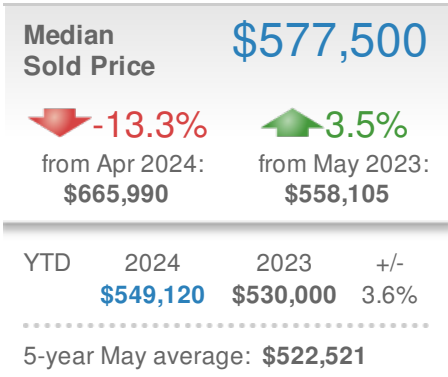 Median $577,500
Sold Price
-13.3% 3.5%
from Apr 2024: from May 2023:
$665,990 $558,105
YTD 2024 2023 +/-
$549,120 $530,000 3.6%
5-year May average: $522,521